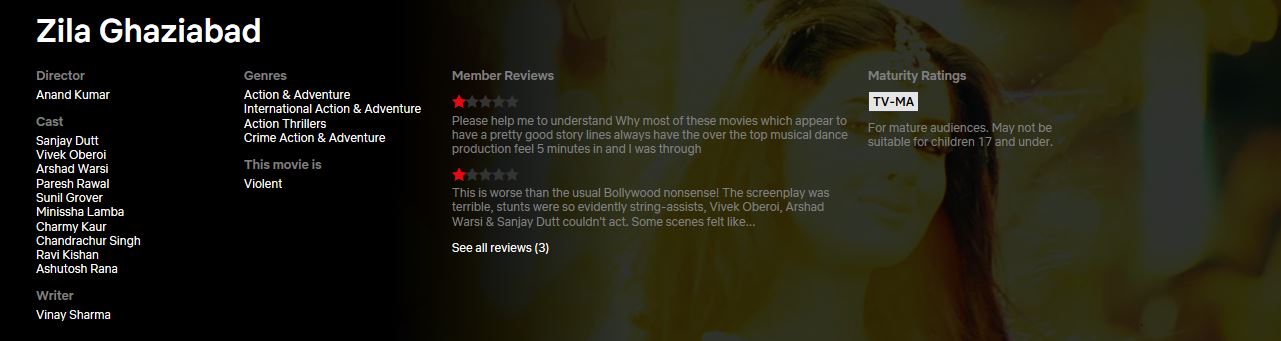 Zila Ghaziabad
Director
Anand Kumar
Cast
Sanjay Dutt
Vivek Oberoi
Arshad Warsi
Paresh Rawal
Sunil Grover
Minissha Lamba
Charmy Kaur
Chandrachur Singh
Ravi Kishan
Ashutosh Rana
Writer
Vinay Sharma
Genres
Action & Adventure
International Action & Adventure
Action Thrillers
Crime Action & Adventure
This movie is
Violent
Member Reviews
Please help me to understand Why most of these movies which appear to
have a pretty good story lines always have the over the top musical dance
production feel 5 minutes in and I was through
This is worse than the usual Bollywood nonsense! The screenplay was
terrible, stunts were so evidently string-assists, Vivek Oberoi, Arshad
Warsi & Sanjay Dutt couldn't act. Some scenes felt like...
See all reviews (3)
Maturity Ratings
TV-MA
For mature audiences. May not be
suitable for children 17 and under.